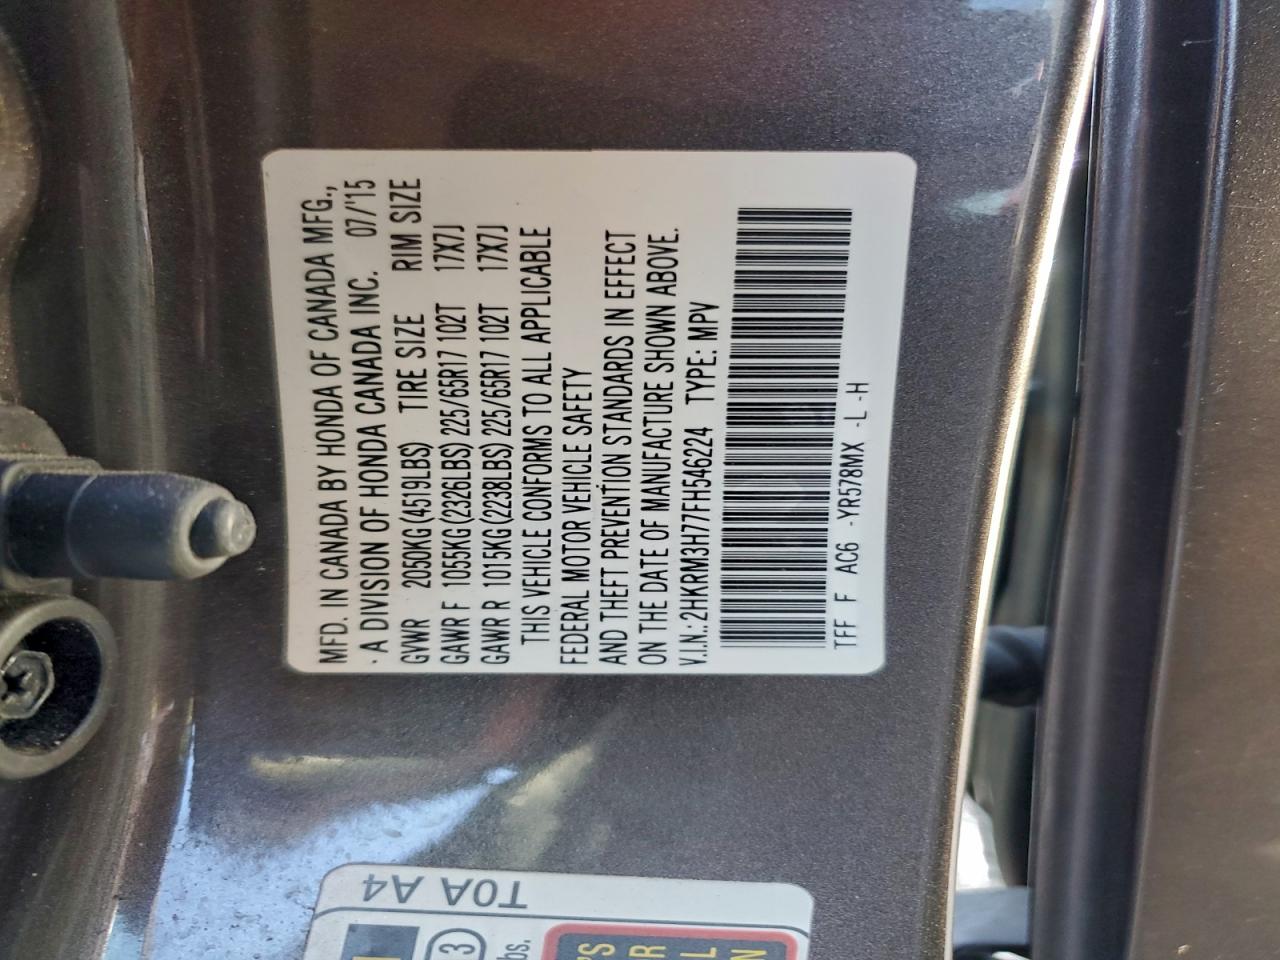 MFD. IN CANADA BY HONDA OF CANADA MFG.,
A DIVISION OF HONDA CANADA INC. 07/'15
GVWR 2050KG(4519LBS) TIRE SIZE RIM SIZE
GAWR F 1055KG(2326LBS) 225/65R17 102T 17X7J
GAWR R 1015KG(2238LBS) 225/65R17 102T 17X7J
THIS VEHICLE CONFORMS TO ALL APPLICABLE
FEDERAL MOTOR VEHICLE SAFETY
AND THEFT PREVENTION STANDARDS IN EFFECT
ON THE DATE OF MANUFACTURE SHOWN ABOVE.
V.I.N.: 2HKRM3H77FH546224 TYPE: MPV
TFF F AC6 -YR578MX -L -H
T0A A4
3